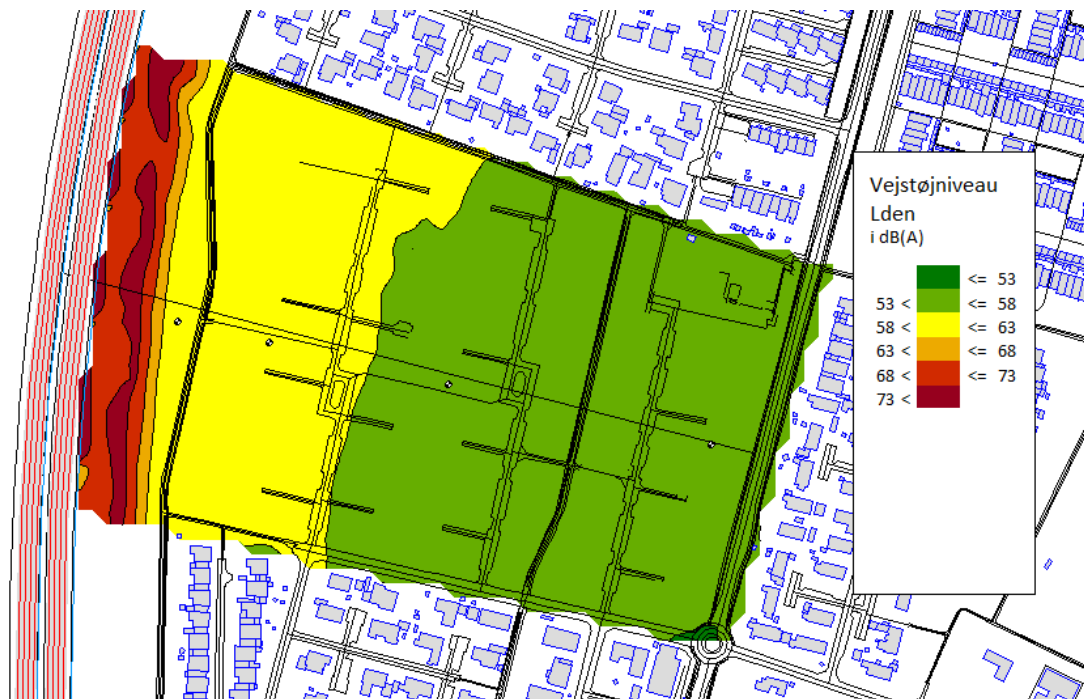 Vejstøjniveau
Lden
i dB(A)
<= 53
53 < <= 58
58 < <= 63
63 < <= 68
68 < <= 73
73 <